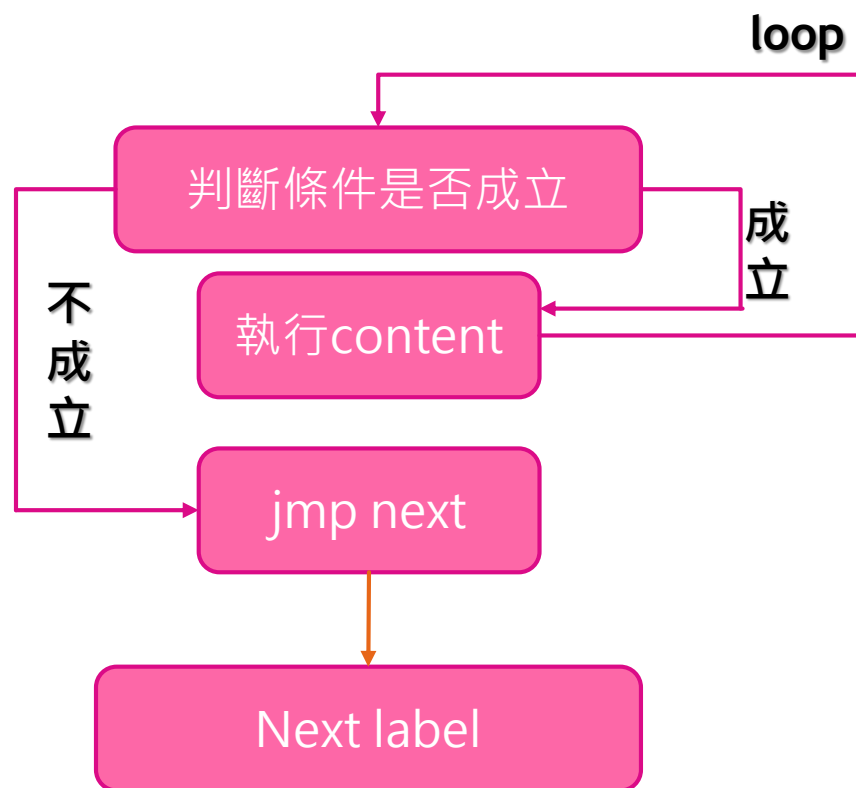 loop
判斷條件是否成立
成立
不成立
執行content
jmp next
Next label